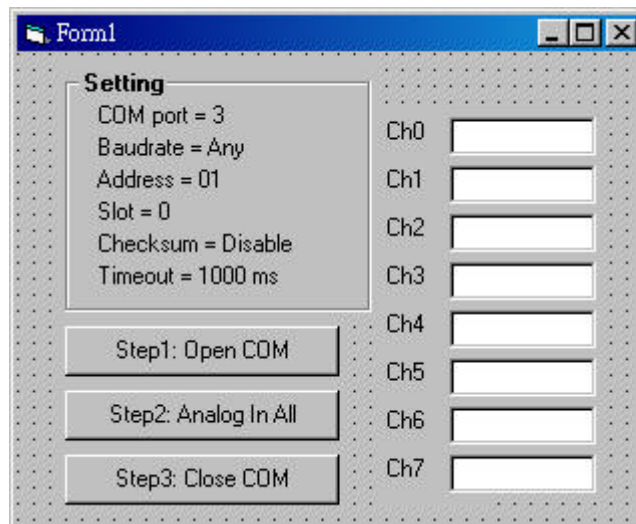 Form1
Setting
COM port = 3
Baudrate = Any
Address = 01
Slot = 0
Checksum = Disable
Timeout = 1000 ms
Step1: Open COM
Step2: Analog In All
Step3: Close COM
Ch0
Ch1
Ch2
Ch3
Ch4
Ch5
Ch6
Ch7